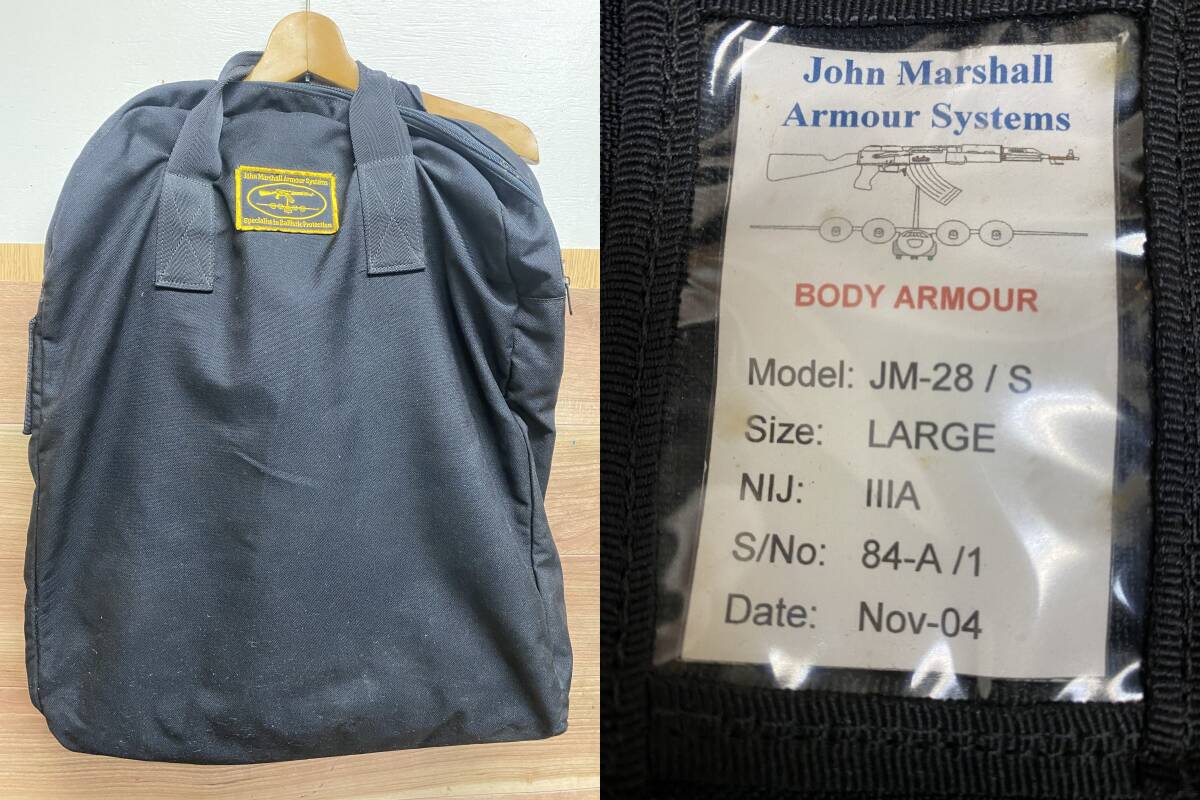 John Marshall Armour Systems
Specialist in Ballistic Protection
John Marshall
Armour Systems
BODY ARMOUR
Model: JM-28 / S
Size: LARGE
NIJ: IIIA
S/No: 84-A /1
Date: Nov-04